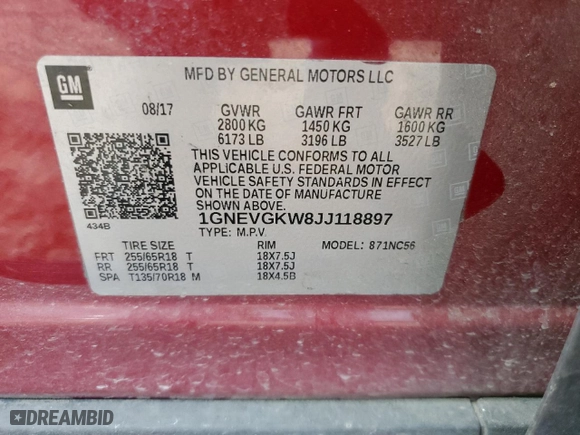 GM
MFD BY GENERAL MOTORS LLC
08/17 GVWR GAWR FRT GAWR RR
2800 KG 1450 KG 1600 KG
6173 LB 3196 LB 3527 LB
THIS VEHICLE CONFORMS TO ALL
APPLICABLE U.S. FEDERAL MOTOR
VEHICLE SAFETY STANDARDS IN EFFECT
ON THE DATE OF MANUFACTURE
SHOWN ABOVE.
434B 1GNEVGKW8JJ118897
TYPE: M.P.V. MODEL: 871NC56
TIRE SIZE RIM
FRT 255/65R18 T 18X7.5J
RR 255/65R18 T 18X7.5J
SPA T135/70R18 M 18X4.5B
DREAMBID